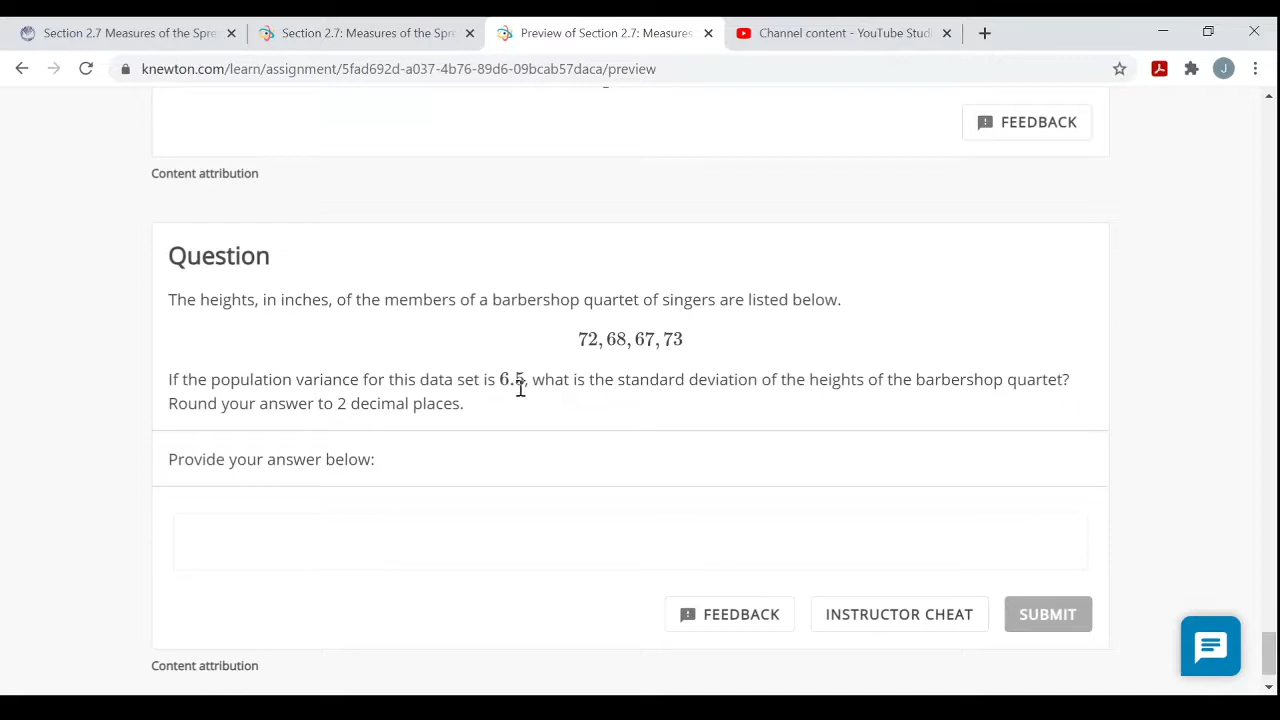 Section 2.7 Measures of the Spre
Section 2.7: Measures of the Spre
Preview of Section 2.7: Measures
Channel content - YouTube Studi
knewton.com/learn/assignment/5fad692d-a037-4b76-89d6-09bcab57daca/preview
J
FEEDBACK
Content attribution
Question
The heights, in inches, of the members of a barbershop quartet of singers are listed below.
72, 68, 67, 73
If the population variance for this data set is 6.5, what is the standard deviation of the heights of the barbershop quartet?
Round your answer to 2 decimal places.
Provide your answer below:
FEEDBACK
INSTRUCTOR CHEAT
SUBMIT
Content attribution